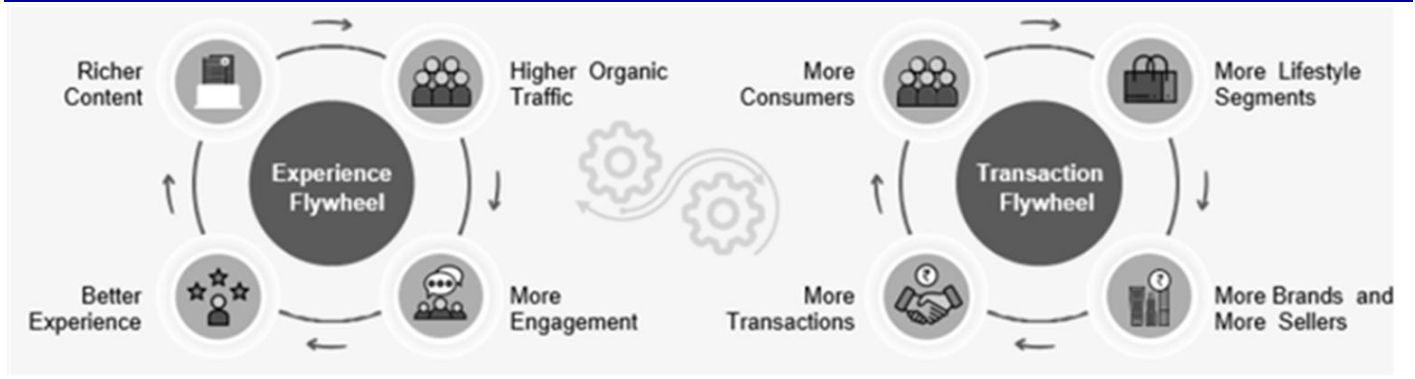 Richer
Content
Higher Organic
Traffic
Experience
Flywheel
Better
Experience
More
Engagement
More
Consumers
More Lifestyle
Segments
Transaction
Flywheel
More
Transactions
₹
₹
More Brands and
More Sellers